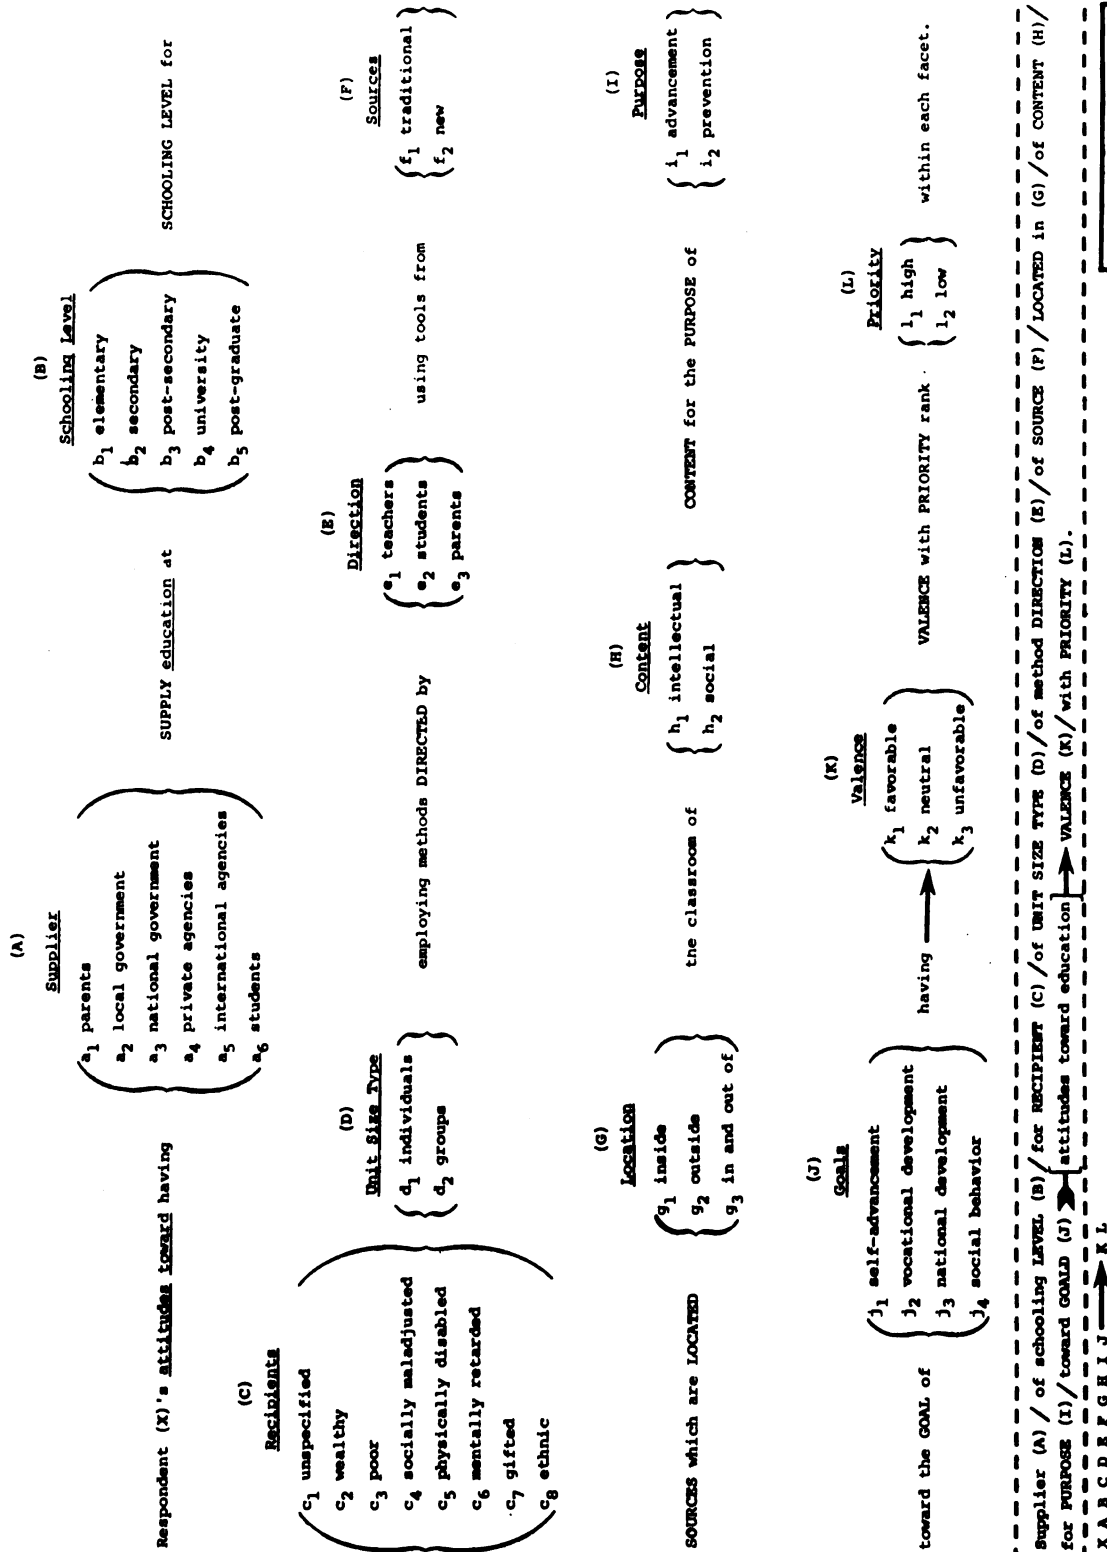 (A)
Supplier
(B)
Schooling Level
Respondent (X)'s attitudes toward having
a1 parents
a2 local government
a3 national government
a4 private agencies
a5 international agencies
a6 students
SUPPLY education at
b1 elementary
b2 secondary
b3 post-secondary
b4 university
b5 post-graduate
SCHOOLING LEVEL for
(C)
Recipients
c1 unspecified
c2 wealthy
c3 poor
c4 socially maladjusted
c5 physically disabled
c6 mentally retarded
c7 gifted
c8 ethnic
(D)
Unit Size Type
d1 individuals
d2 groups
employing methods DIRECTED by
(E)
Direction
e1 teachers
e2 students
e3 parents
using tools from
(F)
Sources
f1 traditional
f2 new
SOURCES which are LOCATED
(G)
Location
g1 inside
g2 outside
g3 in and out of
tne classroom of
(H)
Content
h1 intellectual
h2 social
CONTENT for the PURPOSE of
(I)
Purpose
i1 advancement
i2 prevention
toward the GOAL of
(J)
Goals
j1 self-advancement
j2 vocational development
j3 national development
j4 social behavior
having
(K)
Valence
k1 favorable
k2 neutral
k3 unfavorable
VALENCE with PRIORITY rank
(L)
Priority
l1 high
l2 low
within each facet.
Supplier (A) / of schooling LEVEL (B)/for RECIPIENT (C)/of UNIT SIZE TYPE (D)/of method DIRECTION (E)/of SOURCE (F)/LOCATED in (G)/of CONTENT (H)/
for PURPOSE (I)/toward GOALD (J) [attitudes toward education] VALENCE (K)/with PRIORITY (L).
X A B C D E F G H I J → K L